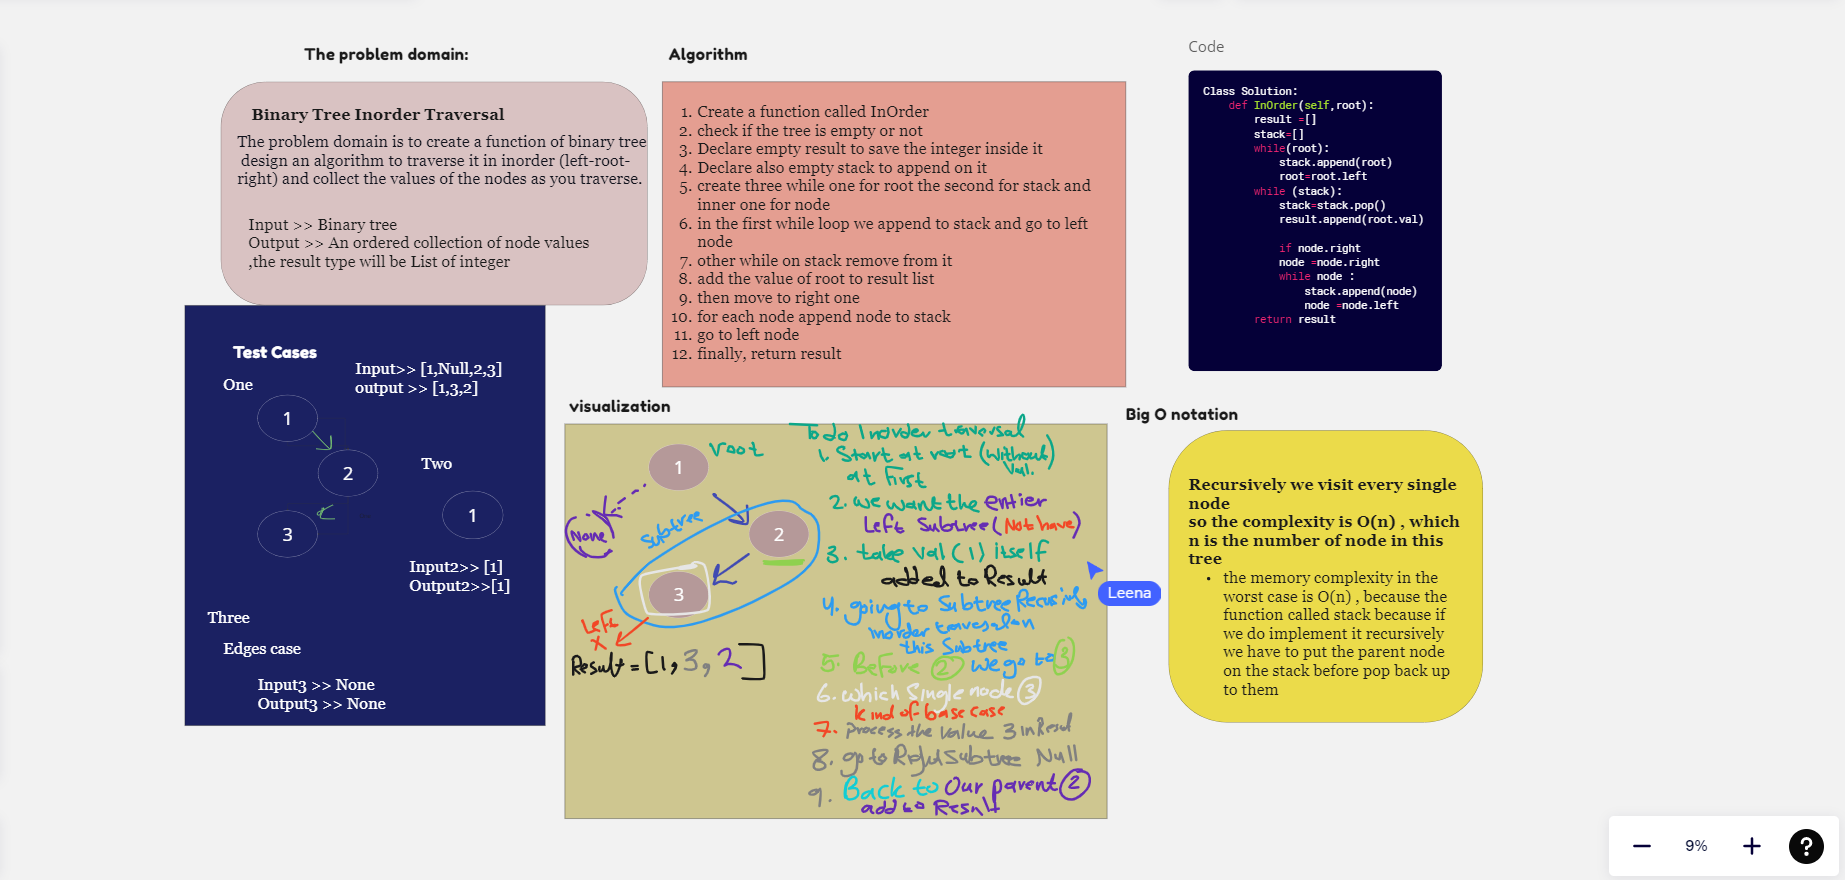 The problem domain:
Binary Tree Inorder Traversal
The problem domain is to create a function of binary tree
design an algorithm to traverse it in inorder (left-root-
right) and collect the values of the nodes as you traverse.
Input >> Binary tree
Output >> An ordered collection of node values
,the result type will be List of integer
Algorithm
1. Create a function called InOrder
2. check if the tree is empty or not
3. Declare empty result to save the integer inside it
4. Declare also empty stack to append on it
5. create three while one for root the second for stack and
inner one for node
6. in the first while loop we append to stack and go to left
node
7. other while on stack remove from it
8. add the value of root to result list
9. then move to right one
10. for each node append node to stack
11. go to left node
12. finally, return result
Code
Class Solution:
def InOrder(self,root):
result =[]
stack=[]
while(root):
stack.append(root)
root=root.left
while (stack):
stack=stack.pop()
result.append(root.val)
if node.right
node =node.right
while node :
stack.append(node)
node =node.left
return result
Test Cases
One
Input>> [1,Null,2,3]
output >> [1,3,2]
1
2
3
Two
1
Input2>> [1]
Output2>>[1]
Three
Edges case
Input3 >> None
Output3 >> None
visualization
1
root
None
Subtree
2
3
Left
X
Result = [1, 3, 2]
To do Inorder traversal
1. Start at root (without
Val.)
at First
2. we want the entier
Left Subtree (Not have)
3. take val (1) itself
added to Result
4. going to Subtree
this Subtree
5. Before 2 we go to 3
6. which Single node 3
kind of base case
7. process the value 3 in Result
8. go to Subtree Null
9. Back to Our parent 2
add to Result
Leena
Big O notation
Recursively we visit every single
node
so the complexity is O(n) , which
n is the number of node in this
tree
• the memory complexity in the
worst case is O(n) , because the
function called stack because if
we do implement it recursively
we have to put the parent node
on the stack before pop back up
to them
9%
?